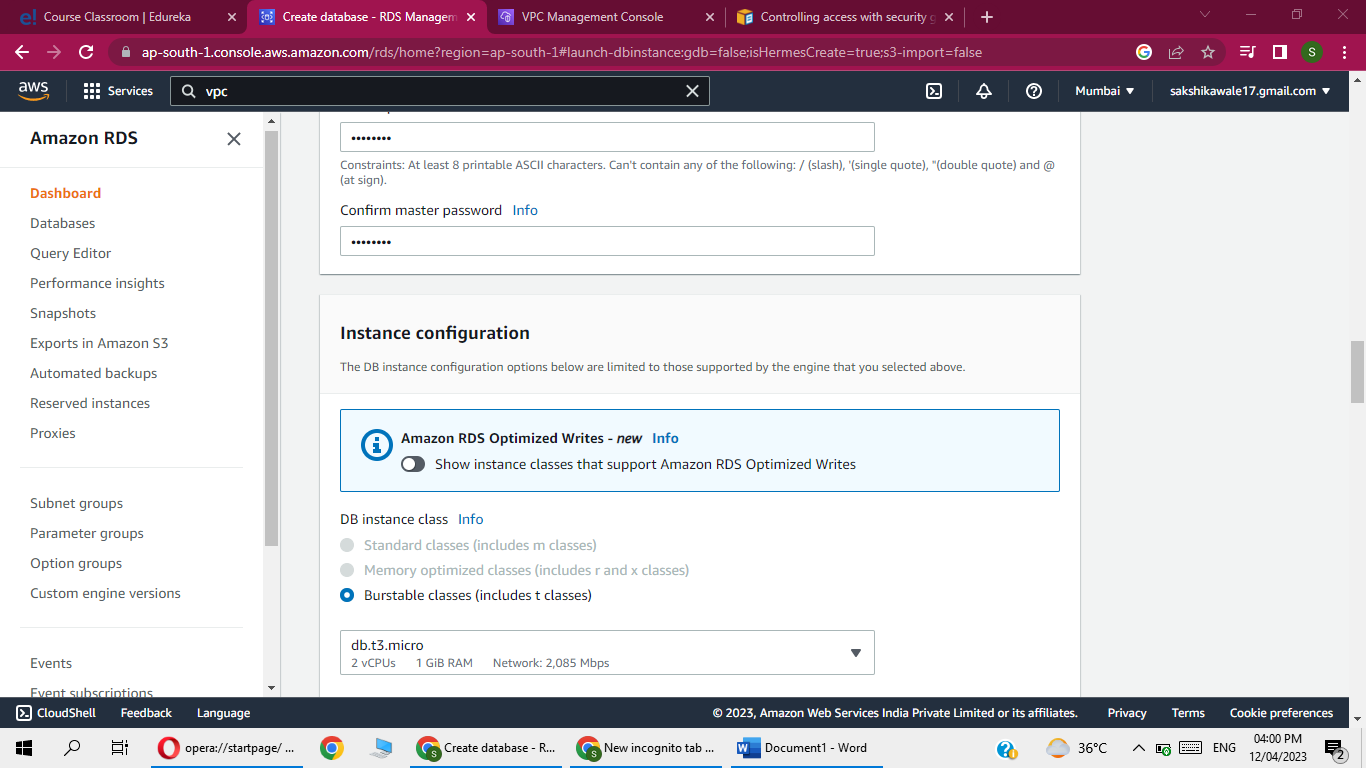 Course Classroom | Edureka
Create database - RDS Managem
VPC Management Console
Controlling access with security g
ap-south-1.console.aws.amazon.com/rds/home?region=ap-south-1#launch-dbinstance:gdb=false;isHermesCreate=true;s3-import=false
S
aws
Services
vpc
Mumbai
sakshikawale17.gmail.com
Amazon RDS
Dashboard
Databases
Query Editor
Performance insights
Snapshots
Exports in Amazon S3
Automated backups
Reserved instances
Proxies
Subnet groups
Parameter groups
Option groups
Custom engine versions
Events
Event subscriptions
••••••••
Constraints: At least 8 printable ASCII characters. Can't contain any of the following: / (slash), '(single quote), "(double quote) and @
(at sign).
Confirm master password Info
••••••••
Instance configuration
The DB instance configuration options below are limited to those supported by the engine that you selected above.
Amazon RDS Optimized Writes - new Info
Show instance classes that support Amazon RDS Optimized Writes
DB instance class Info
Standard classes (includes m classes)
Memory optimized classes (includes r and x classes)
Burstable classes (includes t classes)
db.t3.micro
2 vCPUs 1 GiB RAM Network: 2,085 Mbps
CloudShell Feedback Language
© 2023, Amazon Web Services India Private Limited or its affiliates. Privacy Terms Cookie preferences
opera://startpage/ ...
Create database - R...
New incognito tab ...
Document1 - Word
36°C
ENG
04:00 PM
12/04/2023
2